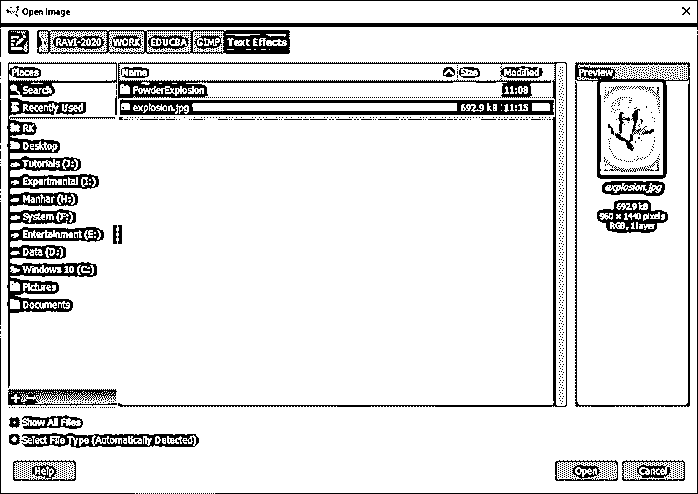 Open Image
RAVI-2020 WORK EDUCBA GIMP Text Effects
Places Name Size Modified Preview
Search PowderExplosion 11:08
Recently Used explosion.jpg 692.9 kB 11:15
RK
Desktop
Tutorials (J:)
Experimental (I:)
Manhar (H:)
System (F:)
Entertainment (E:)
Data (D:)
Windows 10 (C:)
Pictures
Documents
explosion.jpg
692.9 kB
960 × 1440 pixels
RGB, 1 layer
Show All Files
Select File Type (Automatically Detected)
Help Open Cancel